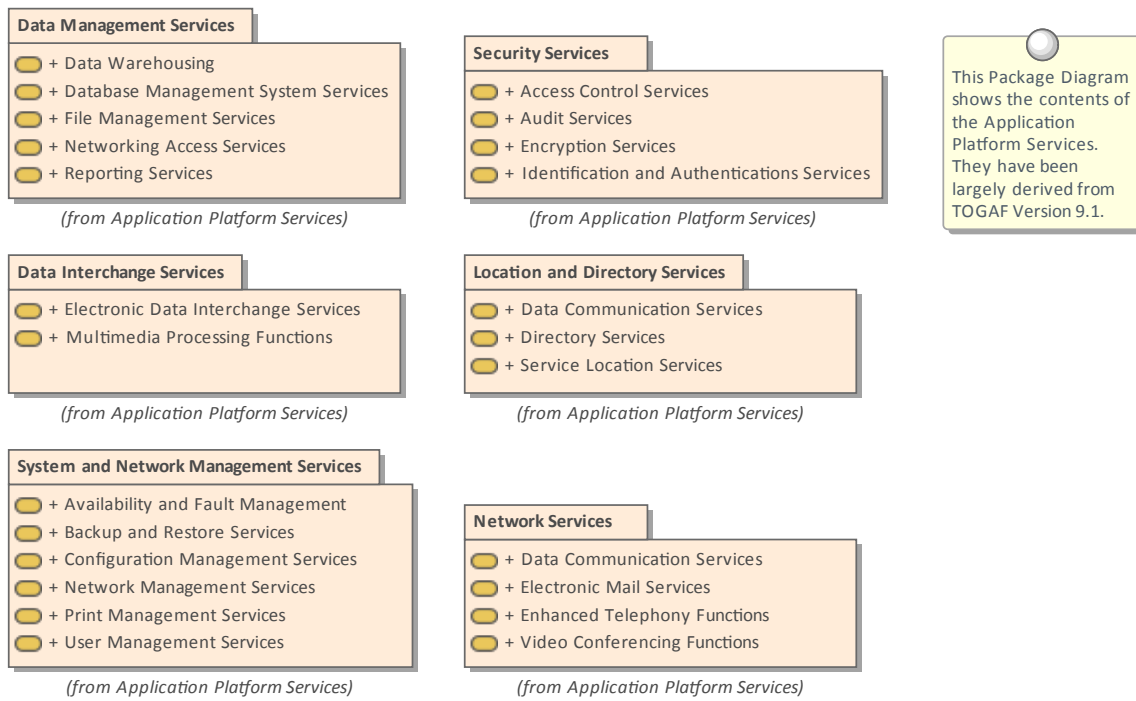 Data Management Services
+ Data Warehousing
+ Database Management System Services
+ File Management Services
+ Networking Access Services
+ Reporting Services
(from Application Platform Services)
Security Services
+ Access Control Services
+ Audit Services
+ Encryption Services
+ Identification and Authentications Services
(from Application Platform Services)
This Package Diagram
shows the contents of
the Application
Platform Services.
They have been
largely derived from
TOGAF Version 9.1.
Data Interchange Services
+ Electronic Data Interchange Services
+ Multimedia Processing Functions
(from Application Platform Services)
Location and Directory Services
+ Data Communication Services
+ Directory Services
+ Service Location Services
(from Application Platform Services)
System and Network Management Services
+ Availability and Fault Management
+ Backup and Restore Services
+ Configuration Management Services
+ Network Management Services
+ Print Management Services
+ User Management Services
(from Application Platform Services)
Network Services
+ Data Communication Services
+ Electronic Mail Services
+ Enhanced Telephony Functions
+ Video Conferencing Functions
(from Application Platform Services)